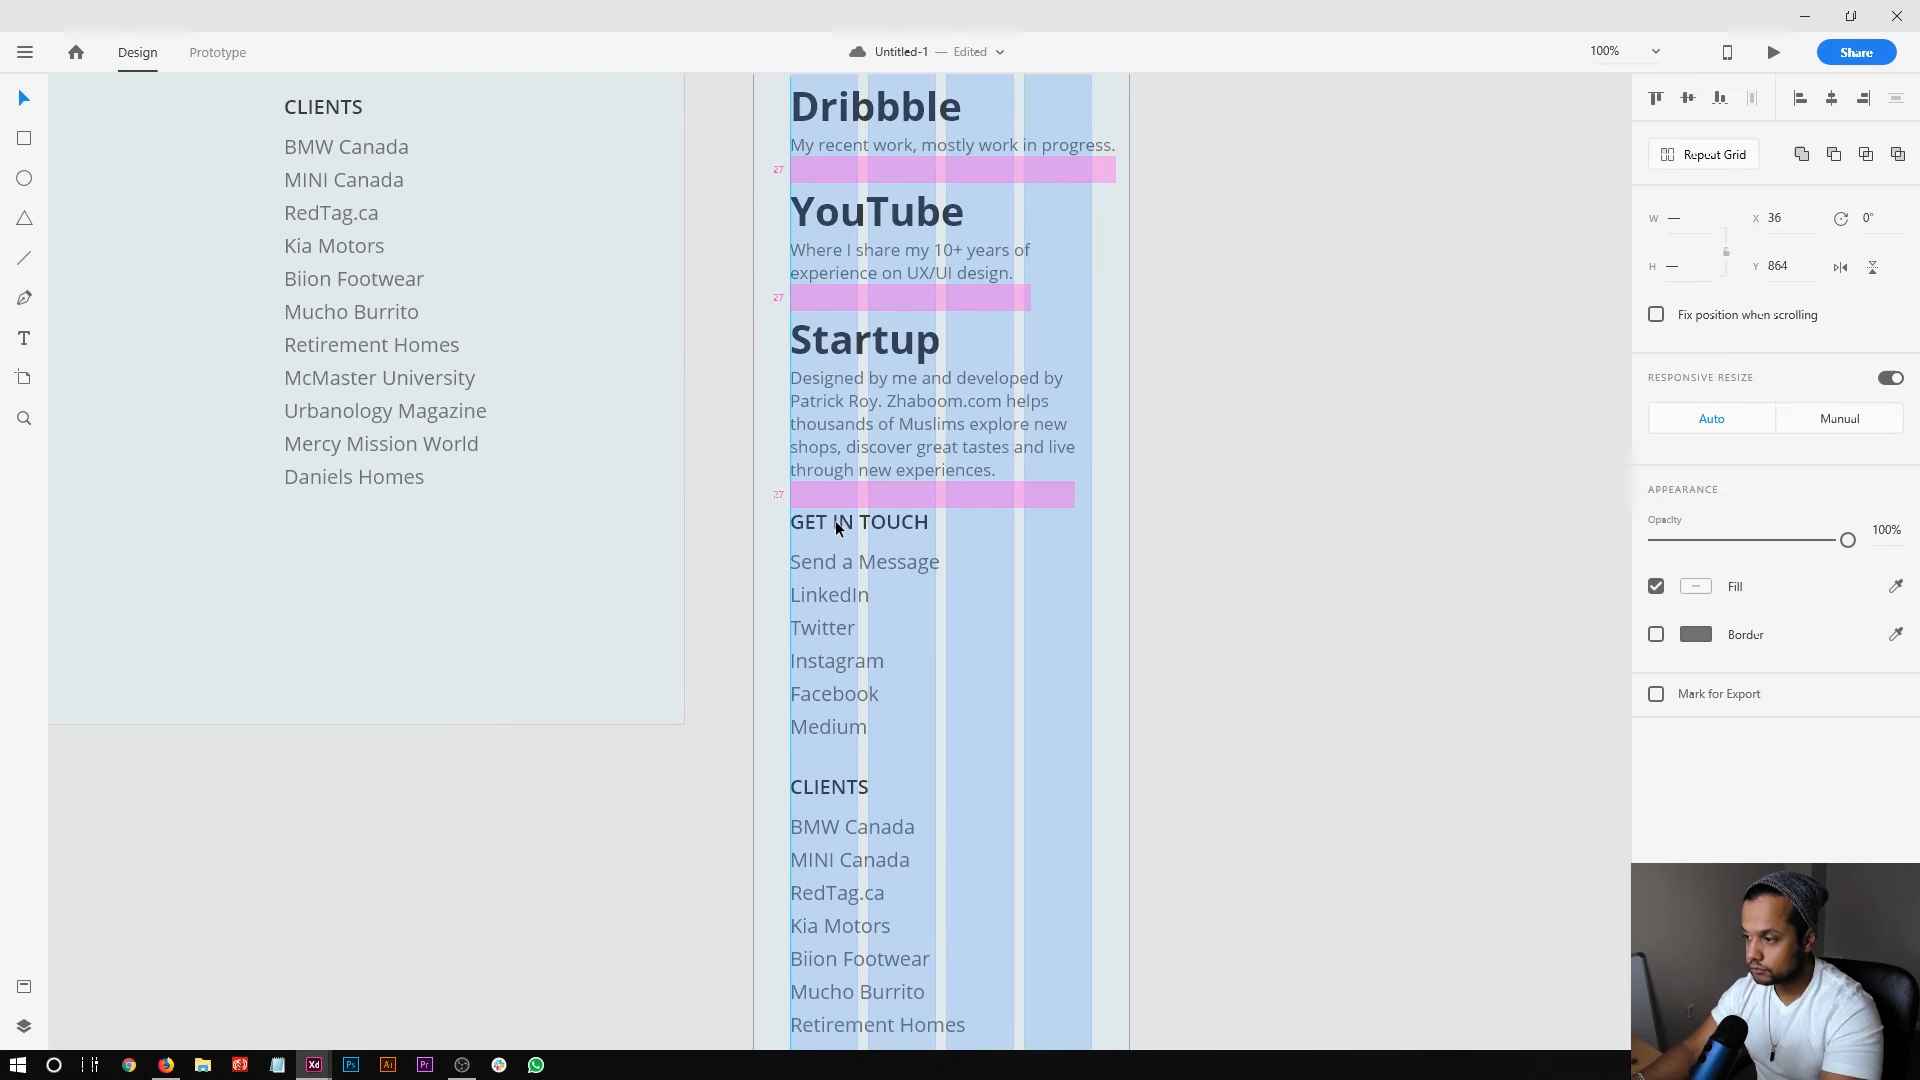 Design
Prototype
Untitled-1 — Edited
100%
Share
CLIENTS
BMW Canada
MINI Canada
RedTag.ca
Kia Motors
Biion Footwear
Mucho Burrito
Retirement Homes
McMaster University
Urbanology Magazine
Mercy Mission World
Daniels Homes
Dribbble
My recent work, mostly work in progress.
27
YouTube
Where I share my 10+ years of
experience on UX/UI design.
27
Startup
Designed by me and developed by
Patrick Roy. Zhaboom.com helps
thousands of Muslims explore new
shops, discover great tastes and live
through new experiences.
27
GET IN TOUCH
Send a Message
LinkedIn
Twitter
Instagram
Facebook
Medium
CLIENTS
BMW Canada
MINI Canada
RedTag.ca
Kia Motors
Biion Footwear
Mucho Burrito
Retirement Homes
Repeat Grid
W — X 36 0°
H — Y 864
Fix position when scrolling
RESPONSIVE RESIZE
Auto
Manual
APPEARANCE
Opacity
100%
Fill
Border
Mark for Export
Xd
Ps
Ai
Pr